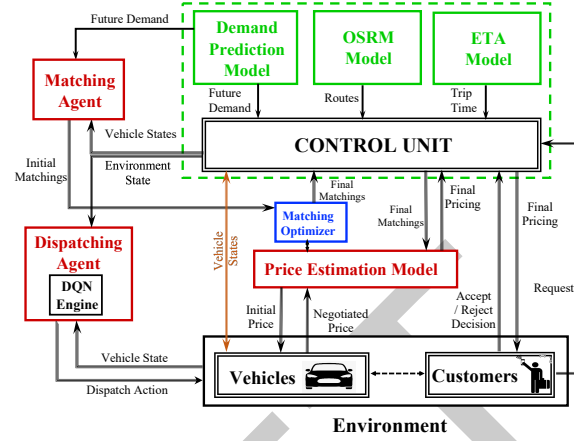 Future Demand
Demand
Prediction
Model
OSRM
Model
ETA
Model
Matching
Agent
Future
Demand
Routes
Trip
Time
Vehicle States
CONTROL UNIT
Initial
Matchings
Environment
State
Final
Matchings
Final Matchings
Final
Pricing
Final
Pricing
Matching
Optimizer
Dispatching
Agent
DQN
Engine
Vehicle
States
Price Estimation Model
Initial
Price
Negotiated
Price
Accept
/ Reject
Decision
Request
Vehicle State
Dispatch Action
Vehicles
Customers
Environment